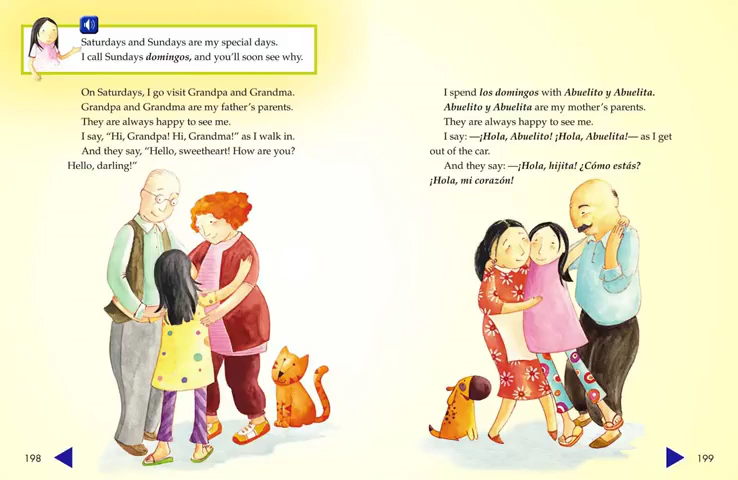 Saturdays and Sundays are my special days.
I call Sundays domingos, and you'll soon see why.
On Saturdays, I go visit Grandpa and Grandma.
Grandpa and Grandma are my father's parents.
They are always happy to see me.
I say, "Hi, Grandpa! Hi, Grandma!" as I walk in.
And they say, "Hello, sweetheart! How are you?
Hello, darling!"
198
I spend los domingos with Abuelito y Abuelita.
Abuelito y Abuelita are my mother's parents.
They are always happy to see me.
I say: —¡Hola, Abuelito! ¡Hola, Abuelita!— as I get
out of the car.
And they say: —¡Hola, hijita! ¿Cómo estás?
¡Hola, mi corazón!
199